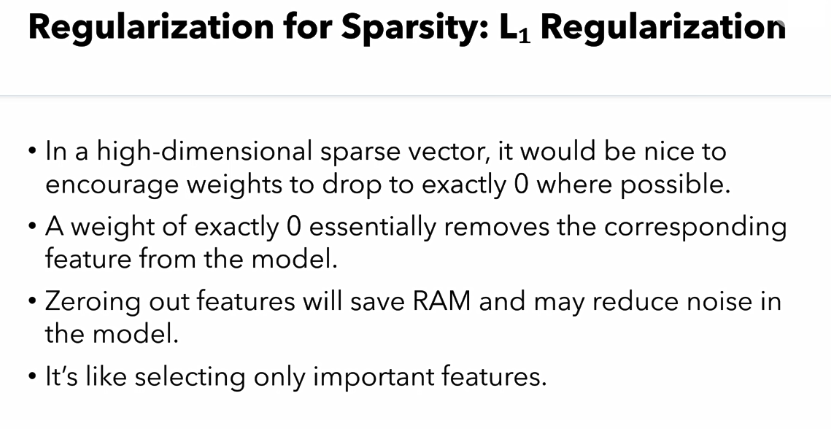 Regularization for Sparsity: L₁ Regularization
• In a high-dimensional sparse vector, it would be nice to
encourage weights to drop to exactly 0 where possible.
• A weight of exactly 0 essentially removes the corresponding
feature from the model.
• Zeroing out features will save RAM and may reduce noise in
the model.
• It’s like selecting only important features.